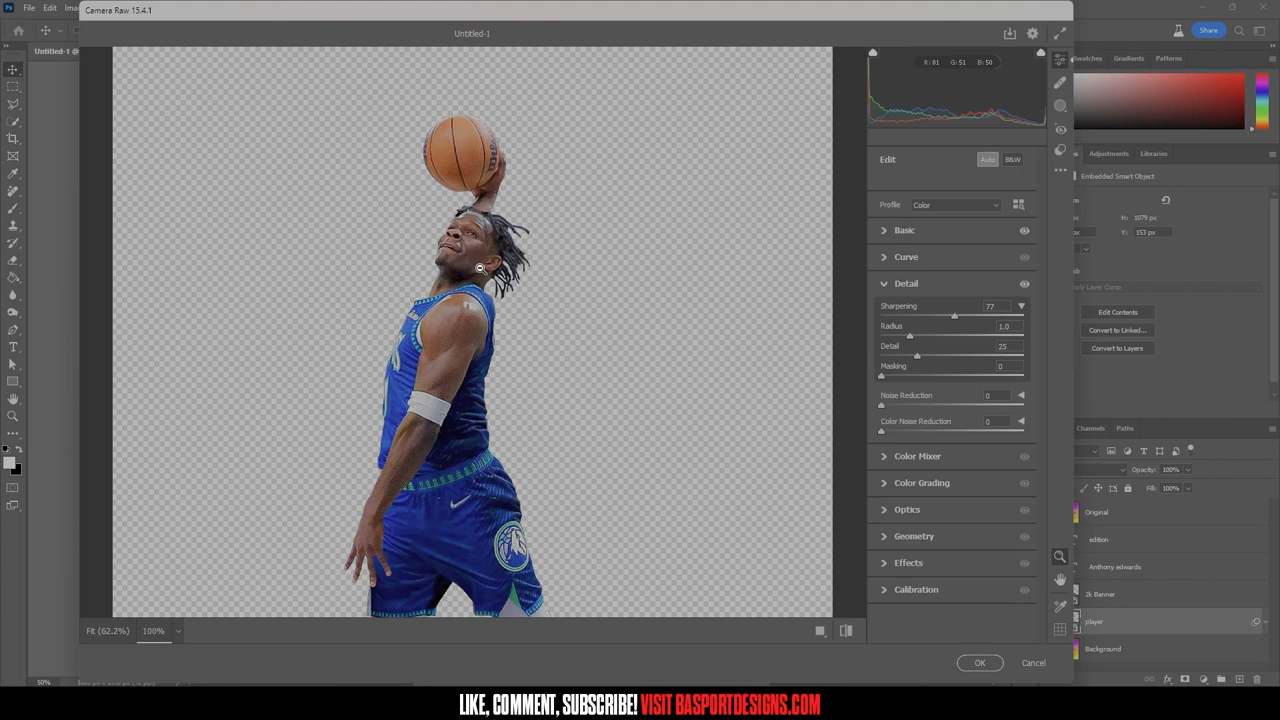 Camera Raw 15.4.1
File Edit Ima
Share
Untitled-1
Untitled-1 @
R: 81 G: 51 B: 50
watches Gradients Patterns
Edit
Auto B&W
Profile Color
Basic
Curve
Detail
Sharpening 77
Radius 1.0
Detail 25
Masking 0
Noise Reduction 0
Color Noise Reduction 0
Color Mixer
Color Grading
Optics
Geometry
Effects
Calibration
Adjustments Libraries
Embedded Smart Object
px H: 1079 px
px Y: 153 px
Edit Contents
Convert to Linked...
Convert to Layers
Channels Paths
Opacity: 100%
Fill: 100%
Original
edition
Anthony edwards
2k Banner
player
Background
Fit (62.2%) 100%
OK Cancel
50%
LIKE, COMMENT, SUBSCRIBE! VISIT BASPORTDESIGNS.COM